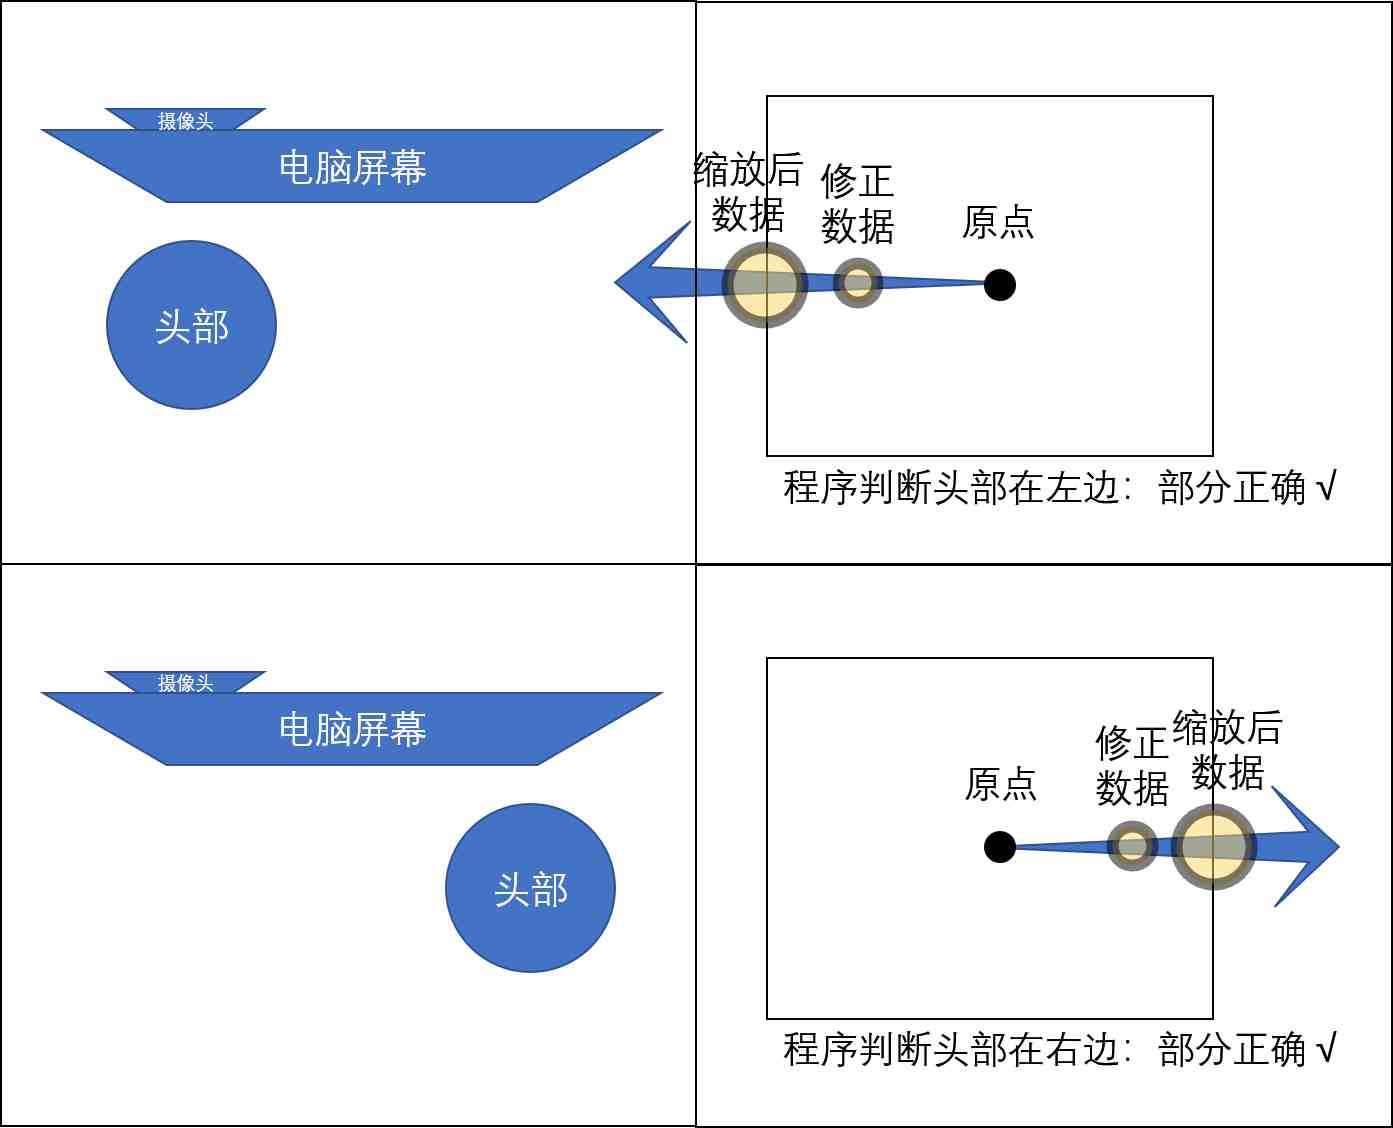 摄像头
电脑屏幕
头部
缩放后
数据
修正
数据
原点
程序判断头部在左边：部分正确 √
摄像头
电脑屏幕
头部
原点
修正
数据
缩放后
数据
程序判断头部在右边：部分正确 √